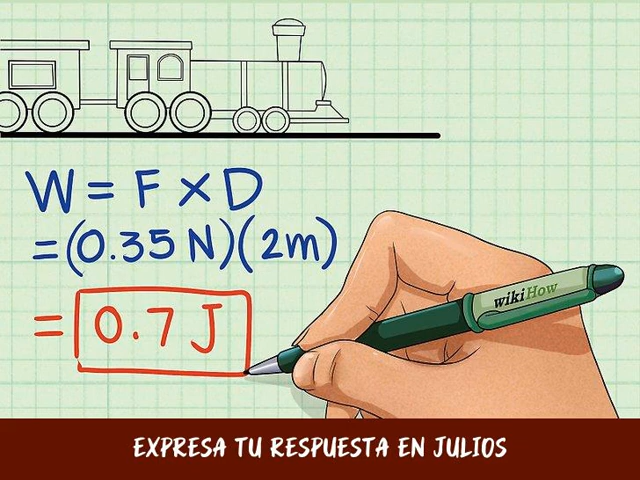 W = F × D
= (0.35 N)(2m)
= 0.7 J
wikiHow
EXPRESA TU RESPUESTA EN JULIOS